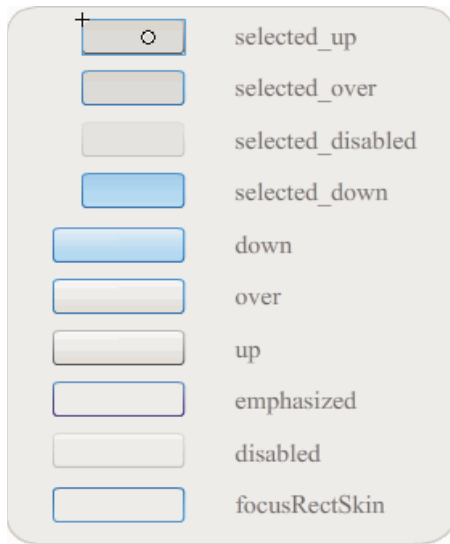 selected_up
selected_over
selected_disabled
selected_down
down
over
up
emphasized
disabled
focusRectSkin